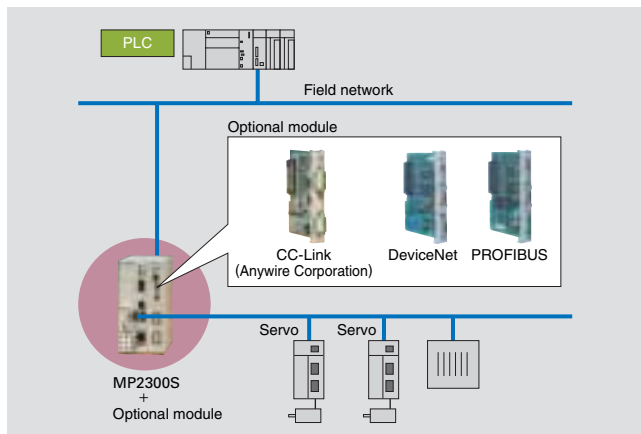 PLC
Field network
Optional module
CC-Link
(Anywire Corporation)
DeviceNet
PROFIBUS
Servo
Servo
MP2300S
+
Optional module